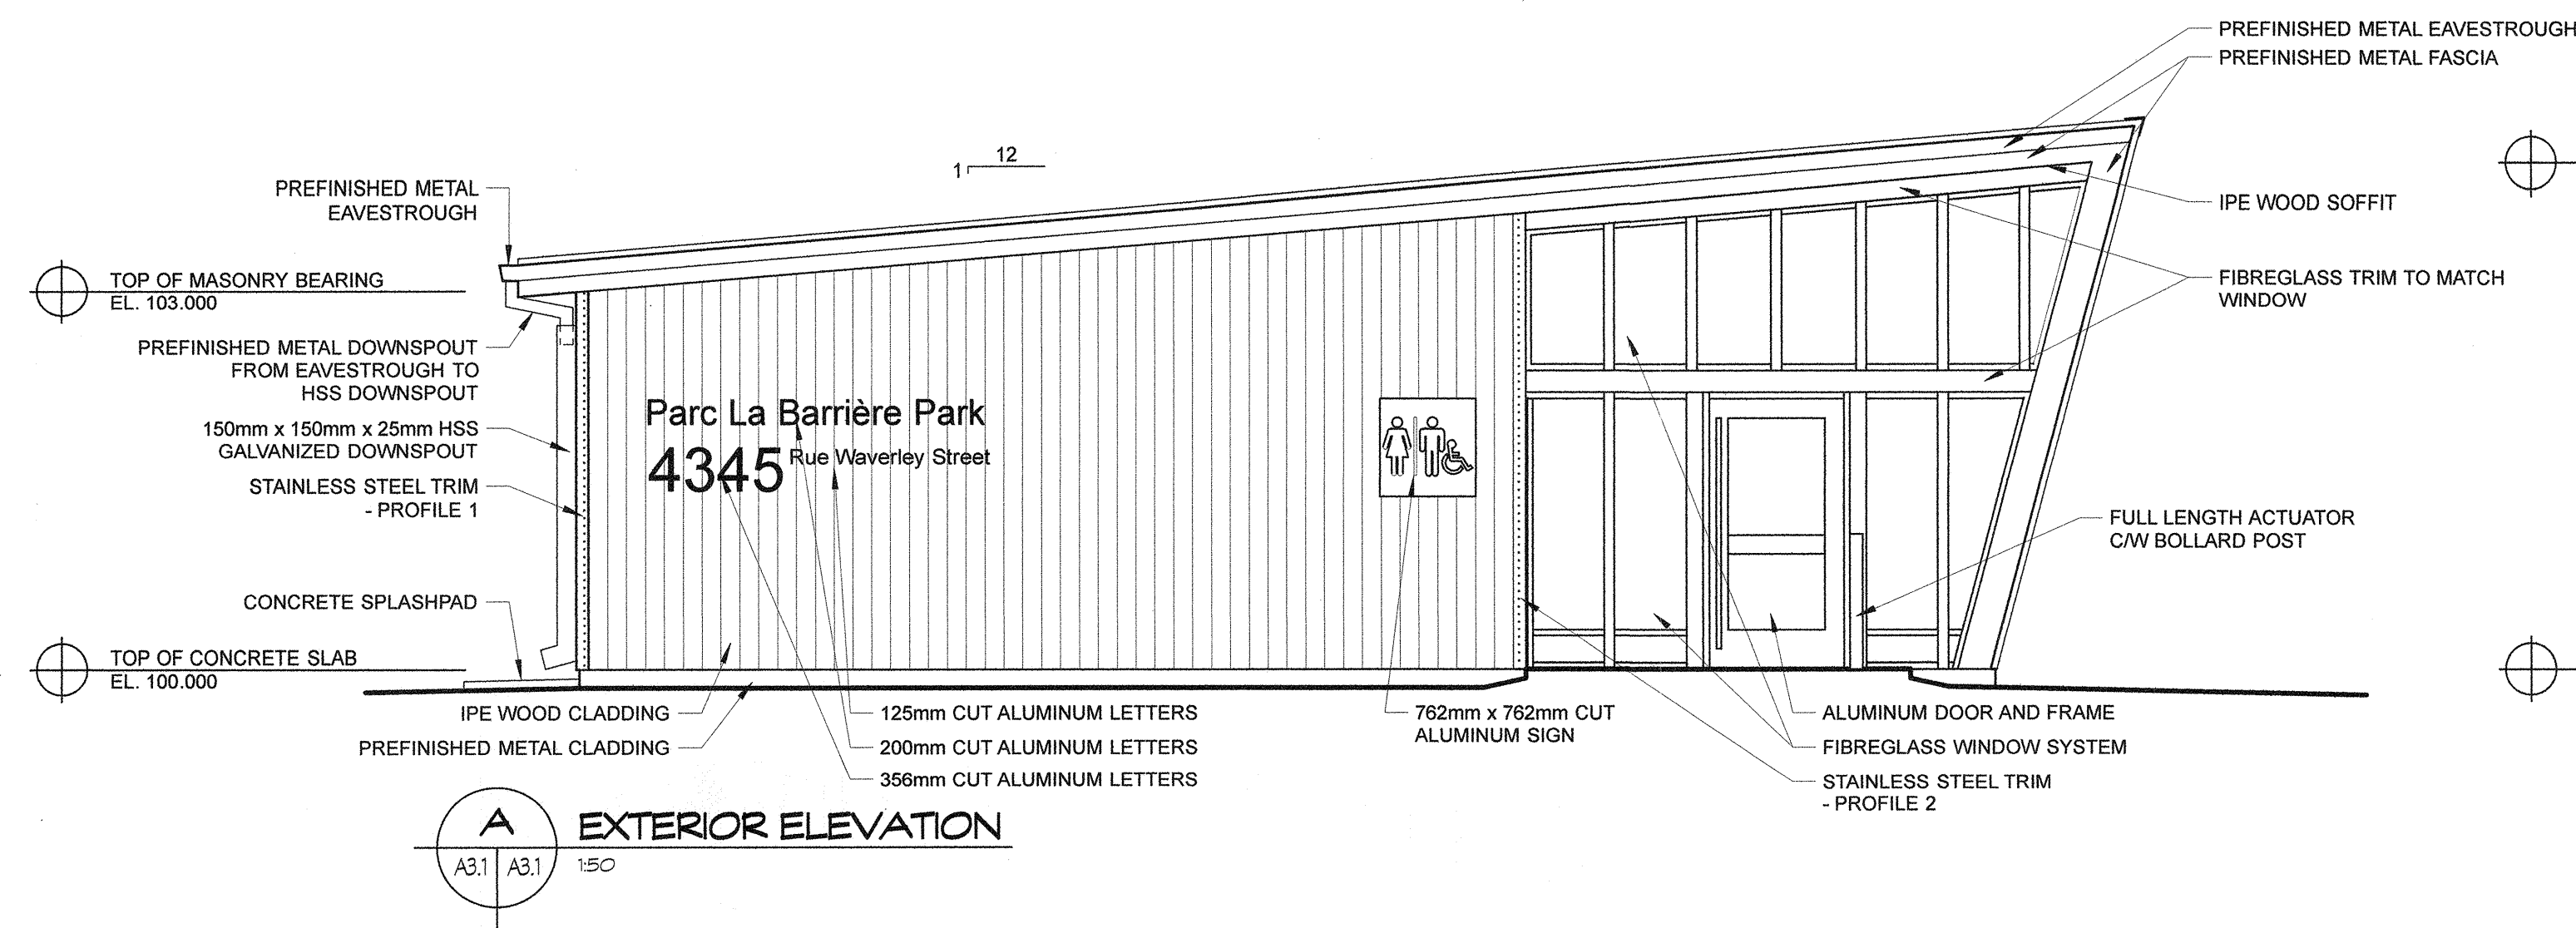 PREFINISHED METAL EAVESTROUGH
PREFINISHED METAL FASCIA
12
1
PREFINISHED METAL
EAVESTROUGH
IPE WOOD SOFFIT
TOP OF MASONRY BEARING
EL. 103.000
FIBREGLASS TRIM TO MATCH
WINDOW
PREFINISHED METAL DOWNSPOUT
FROM EAVESTROUGH TO
HSS DOWNSPOUT
150mm x 150mm x 25mm HSS
GALVANIZED DOWNSPOUT
STAINLESS STEEL TRIM
- PROFILE 1
Parc La Barrière Park
4345 Rue Waverley Street
FULL LENGTH ACTUATOR
C/W BOLLARD POST
CONCRETE SPLASHPAD
TOP OF CONCRETE SLAB
EL. 100.000
IPE WOOD CLADDING
PREFINISHED METAL CLADDING
125mm CUT ALUMINUM LETTERS
200mm CUT ALUMINUM LETTERS
356mm CUT ALUMINUM LETTERS
762mm x 762mm CUT
ALUMINUM SIGN
ALUMINUM DOOR AND FRAME
FIBREGLASS WINDOW SYSTEM
STAINLESS STEEL TRIM
- PROFILE 2
A
EXTERIOR ELEVATION
A3.1 A3.1
1:50